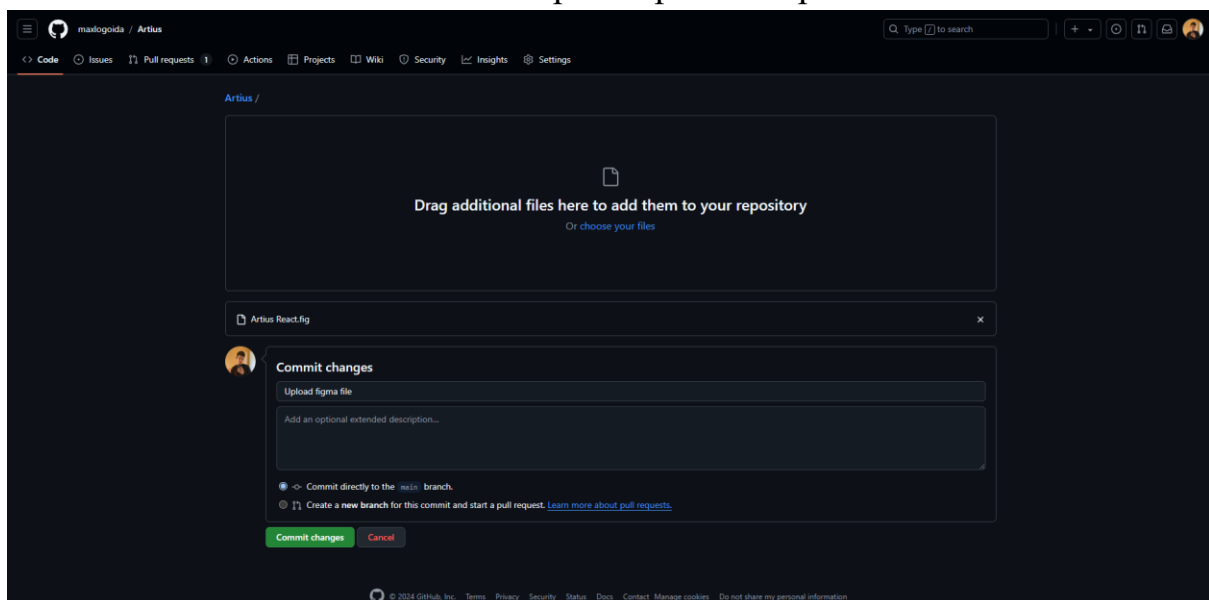 maxlogoida / Artius
Type / to search
Code Issues Pull requests 1 Actions Projects Wiki Security Insights Settings
Artius /
Drag additional files here to add them to your repository
Or choose your files
Artius React.fig
Commit changes
Upload figma file
Add an optional extended description...
Commit directly to the main branch.
Create a new branch for this commit and start a pull request. Learn more about pull requests.
Commit changes Cancel
© 2024 GitHub, Inc. Terms Privacy Security Status Docs Contact Manage cookies Do not share my personal information